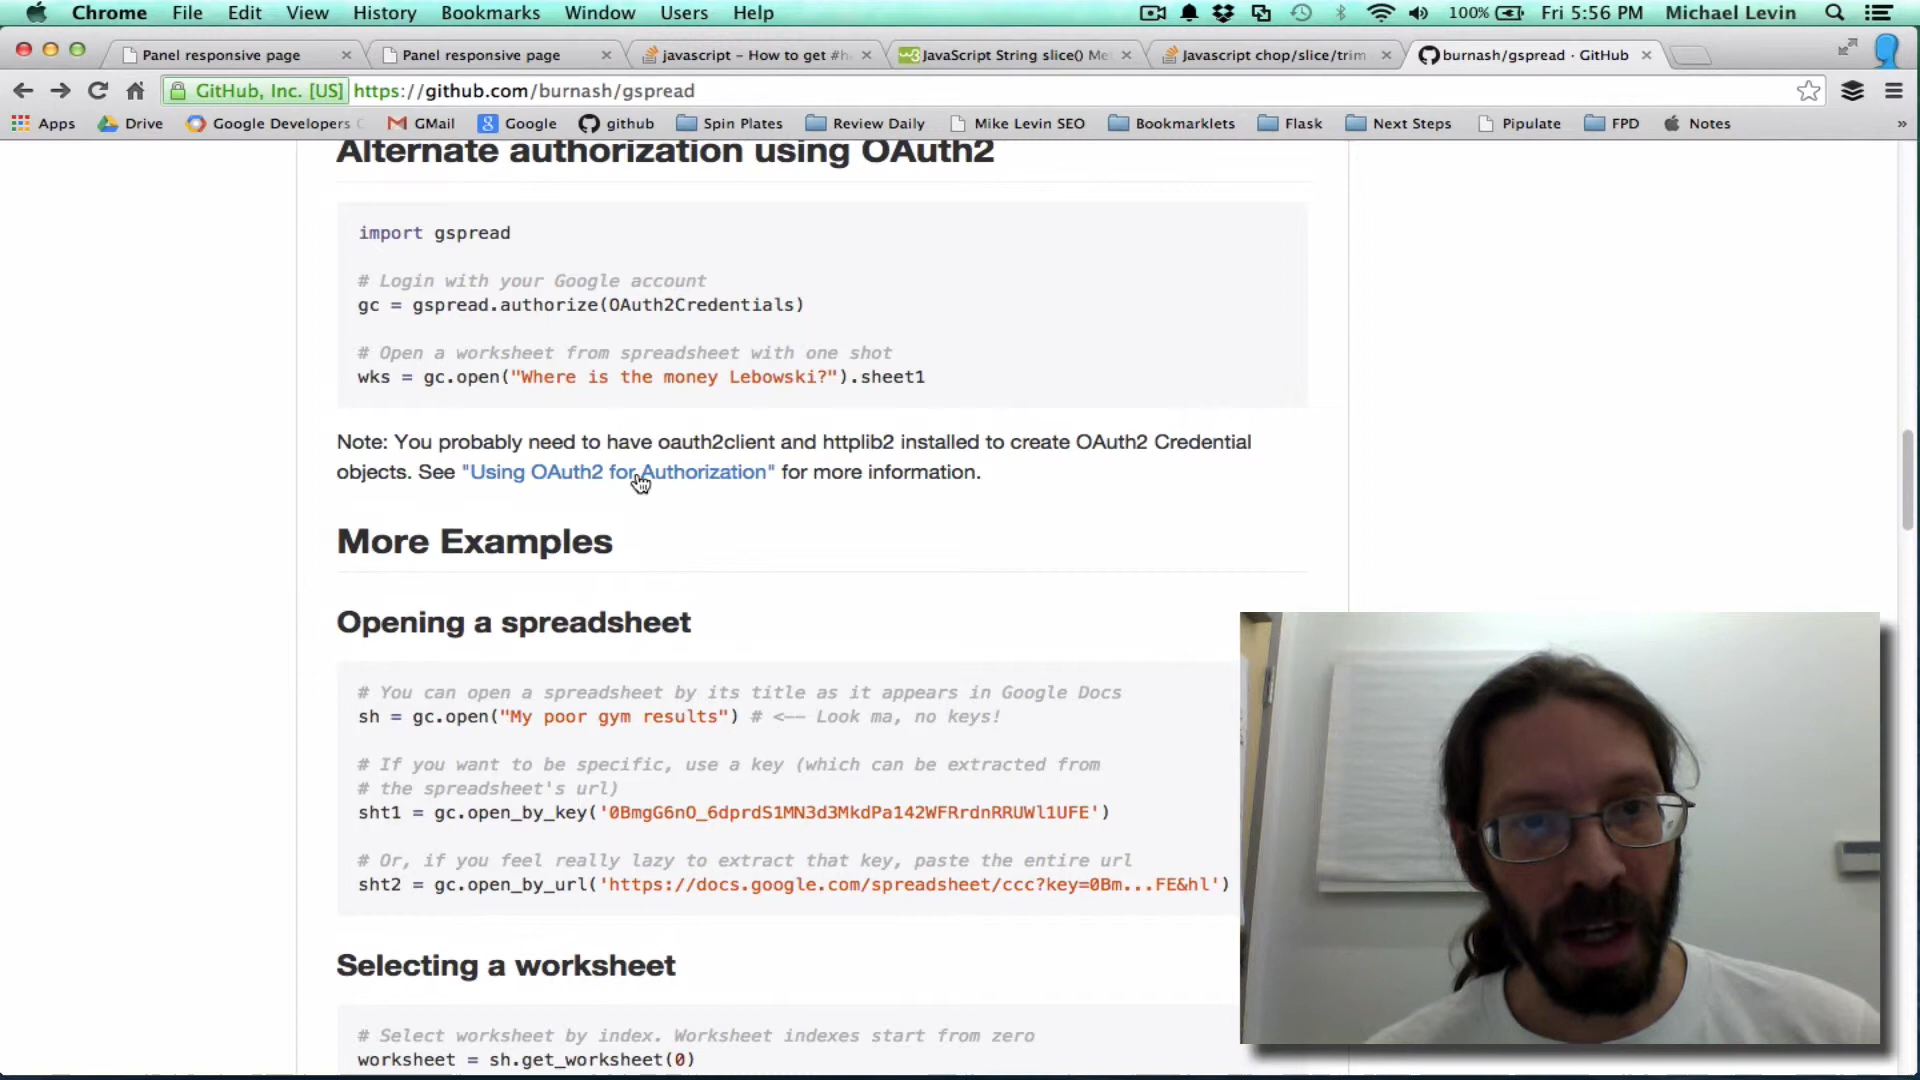 Chrome File Edit View History Bookmarks Window Users Help 100% Fri 5:56 PM Michael Levin
Panel responsive page Panel responsive page javascript – How to get #h JavaScript String slice() Me Javascript chop/slice/trim burnash/gspread · GitHub
GitHub, Inc. [US] https://github.com/burnash/gspread
Apps Drive Google Developers GMail Google github Spin Plates Review Daily Mike Levin SEO Bookmarklets Flask Next Steps Pipulate FPD Notes »
Alternate authorization using OAuth2
import gspread
# Login with your Google account
gc = gspread.authorize(OAuth2Credentials)
# Open a worksheet from spreadsheet with one shot
wks = gc.open("Where is the money Lebowski?").sheet1
Note: You probably need to have oauth2client and httplib2 installed to create OAuth2 Credential
objects. See "Using OAuth2 for Authorization" for more information.
More Examples
Opening a spreadsheet
# You can open a spreadsheet by its title as it appears in Google Docs
sh = gc.open("My poor gym results") # <-- Look ma, no keys!
# If you want to be specific, use a key (which can be extracted from
# the spreadsheet's url)
sht1 = gc.open_by_key('0BmgG6nO_6dprdS1MN3d3MkdPa142WFRrdnRRUWl1UFE')
# Or, if you feel really lazy to extract that key, paste the entire url
sht2 = gc.open_by_url('https://docs.google.com/spreadsheet/ccc?key=0Bm...FE&hl')
Selecting a worksheet
# Select worksheet by index. Worksheet indexes start from zero
worksheet = sh.get_worksheet(0)